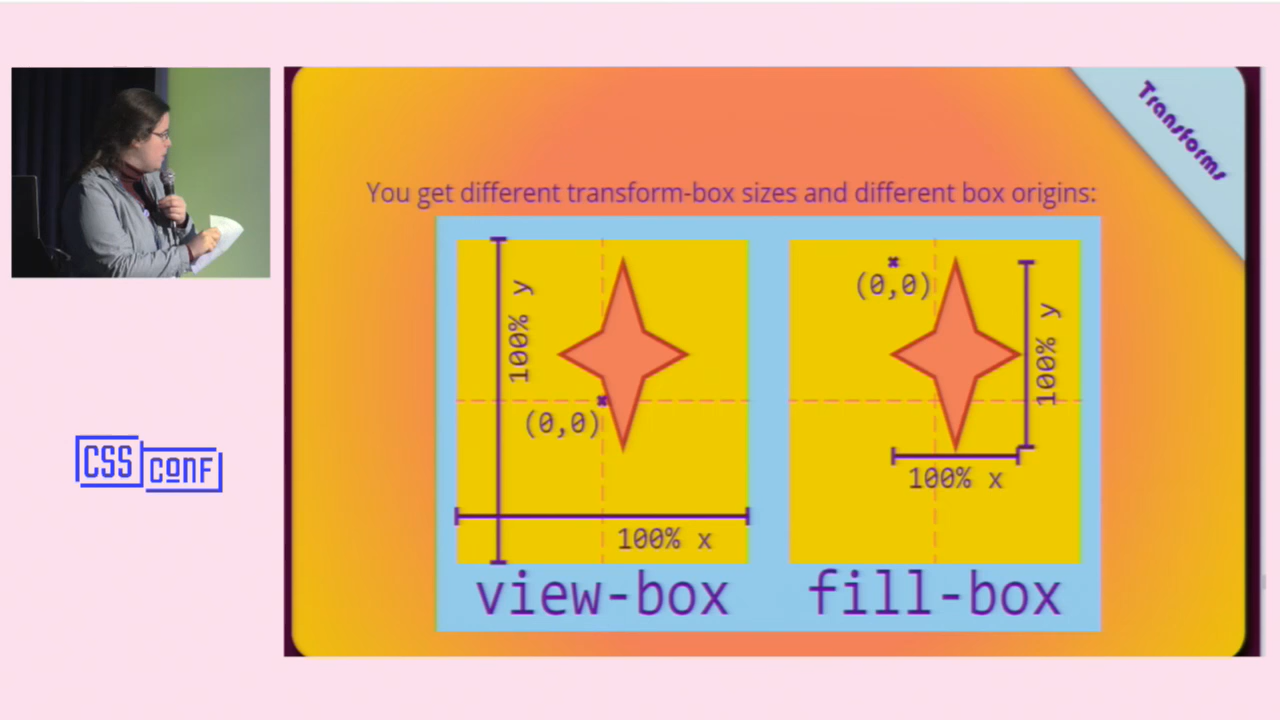 CSS
CONF
Transforms
You get different transform-box sizes and different box origins:
100% y
(0,0)
100% x
view-box
(0,0)
100% y
100% x
fill-box